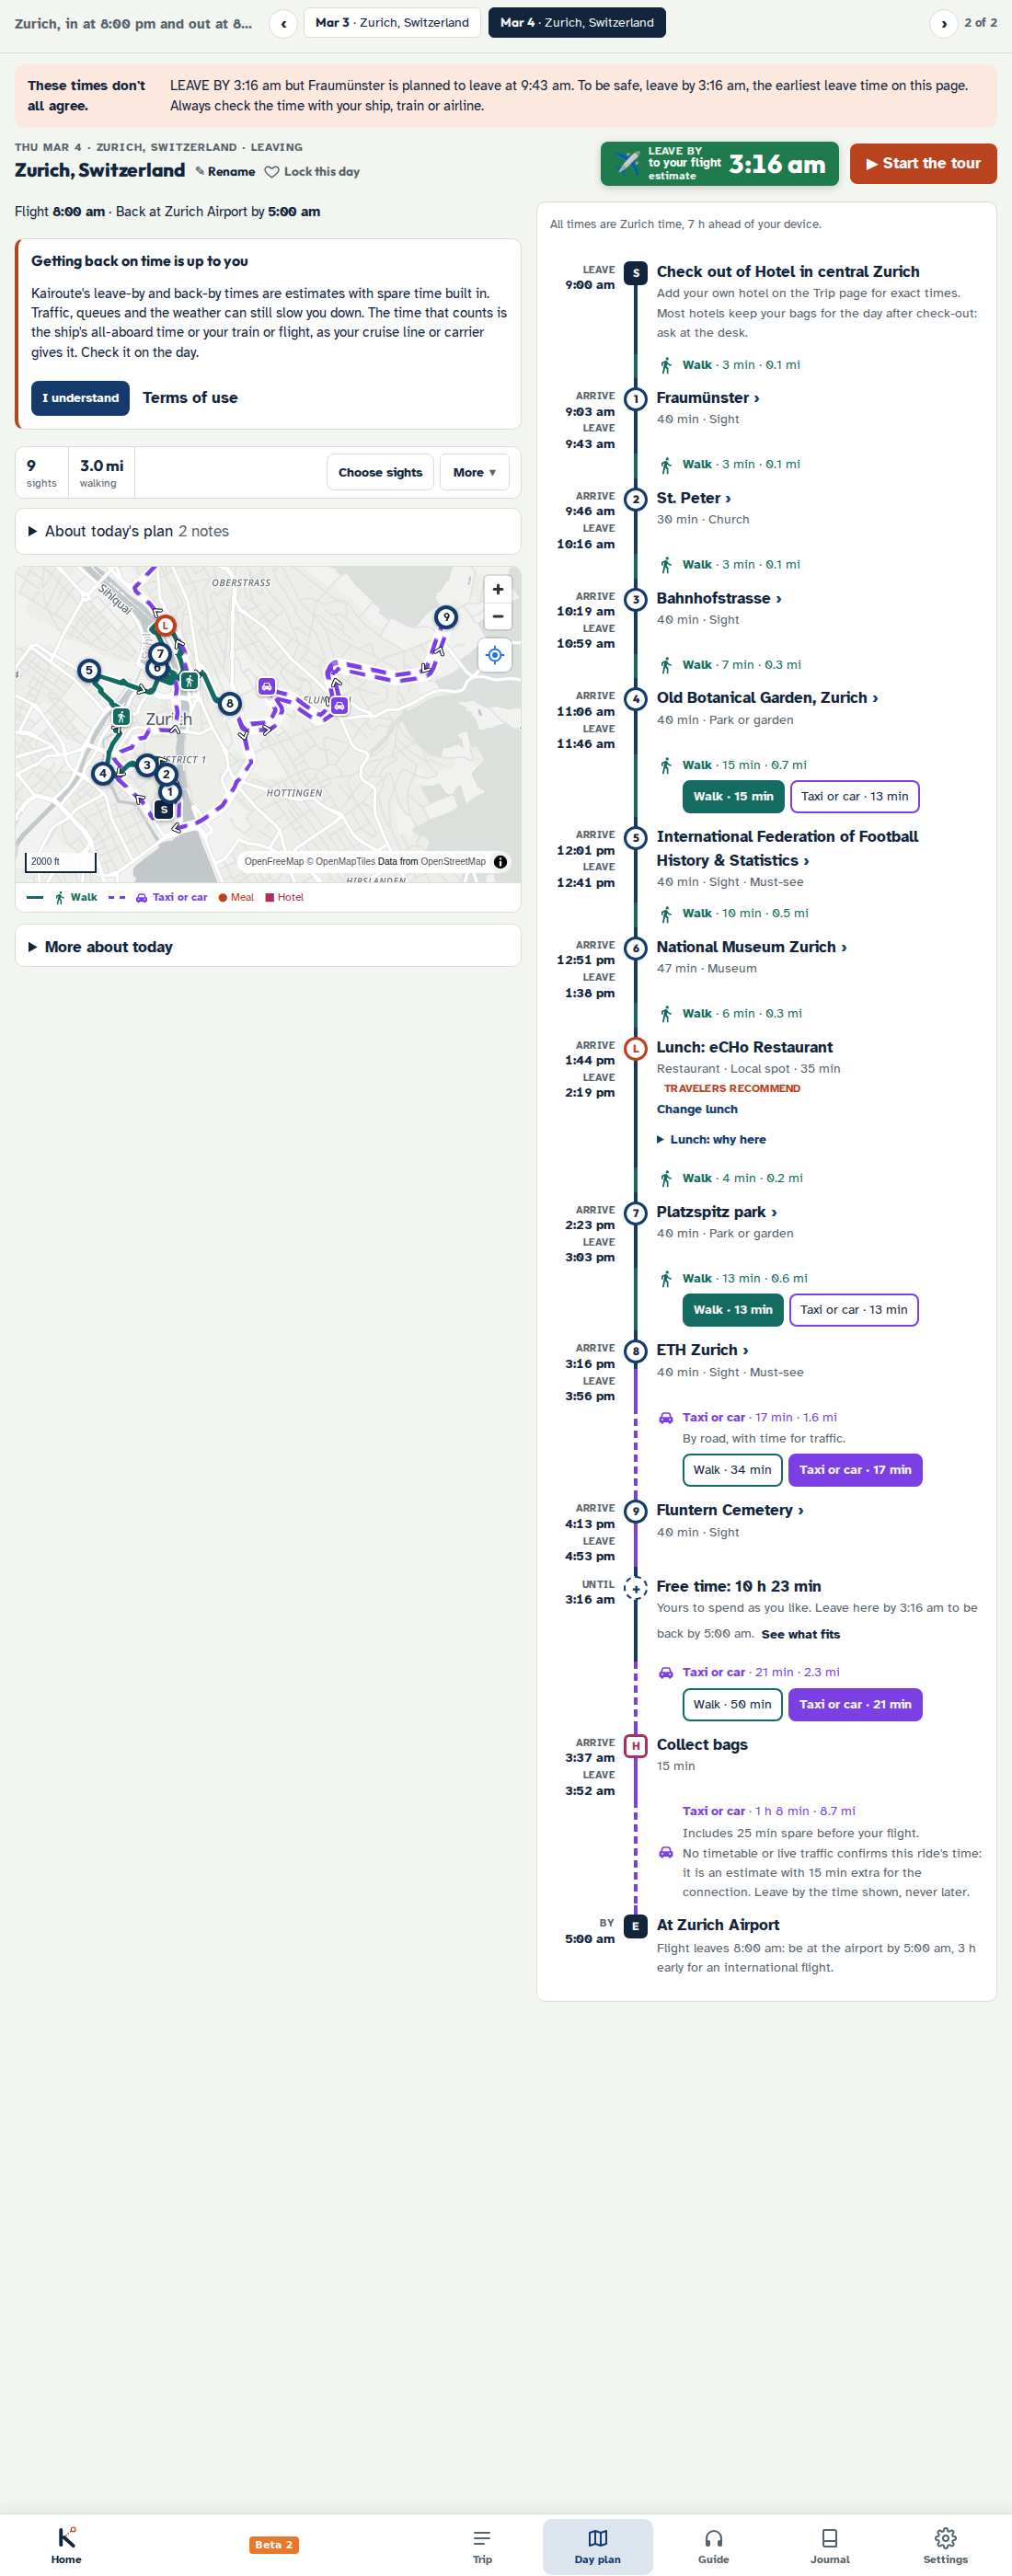 Zurich, in at 8:00 pm and out at 8...
‹
Mar 3 · Zurich, Switzerland
Mar 4 · Zurich, Switzerland
›
2 of 2
These times don't all agree.
LEAVE BY 3:16 am but Fraumünster is planned to leave at 9:43 am. To be safe, leave by 3:16 am, the earliest leave time on this page.
Always check the time with your ship, train or airline.
THU MAR 4 · ZURICH, SWITZERLAND · LEAVING
Zurich, Switzerland
✎ Rename
Lock this day
LEAVE BY
to your flight
estimate
3:16 am
▶ Start the tour
Flight 8:00 am · Back at Zurich Airport by 5:00 am
Getting back on time is up to you
Kairoute's leave-by and back-by times are estimates with spare time built in.
Traffic, queues and the weather can still slow you down. The time that counts is
the ship's all-aboard time or your train or flight, as your cruise line or carrier
gives it. Check it on the day.
I understand
Terms of use
9
sights
3.0 mi
walking
Choose sights
More ▼
▶ About today's plan 2 notes
OBERSTRASS
Sihlquai
L
9
7
6
5
8
Zurich
4
3
2
1
S
HOTTINGEN
+
−
2000 ft
OpenFreeMap © OpenMapTiles Data from OpenStreetMap
HIRSLANDEN
Walk
Taxi or car
Meal
Hotel
▶ More about today
All times are Zurich time, 7 h ahead of your device.
LEAVE
9:00 am
S
Check out of Hotel in central Zurich
Add your own hotel on the Trip page for exact times.
Most hotels keep your bags for the day after check-out:
ask at the desk.
Walk · 3 min · 0.1 mi
ARRIVE
9:03 am
LEAVE
9:43 am
1
Fraumünster ›
40 min · Sight
Walk · 3 min · 0.1 mi
ARRIVE
9:46 am
LEAVE
10:16 am
2
St. Peter ›
30 min · Church
Walk · 3 min · 0.1 mi
ARRIVE
10:19 am
LEAVE
10:59 am
3
Bahnhofstrasse ›
40 min · Sight
Walk · 7 min · 0.3 mi
ARRIVE
11:06 am
LEAVE
11:46 am
4
Old Botanical Garden, Zurich ›
40 min · Park or garden
Walk · 15 min · 0.7 mi
Walk · 15 min
Taxi or car · 13 min
ARRIVE
12:01 pm
LEAVE
12:41 pm
5
International Federation of Football
History & Statistics ›
40 min · Sight · Must-see
Walk · 10 min · 0.5 mi
ARRIVE
12:51 pm
LEAVE
1:38 pm
6
National Museum Zurich ›
47 min · Museum
Walk · 6 min · 0.3 mi
ARRIVE
1:44 pm
LEAVE
2:19 pm
L
Lunch: eCHo Restaurant
Restaurant · Local spot · 35 min
TRAVELERS RECOMMEND
Change lunch
▶ Lunch: why here
Walk · 4 min · 0.2 mi
ARRIVE
2:23 pm
LEAVE
3:03 pm
7
Platzspitz park ›
40 min · Park or garden
Walk · 13 min · 0.6 mi
Walk · 13 min
Taxi or car · 13 min
ARRIVE
3:16 pm
LEAVE
3:56 pm
8
ETH Zurich ›
40 min · Sight · Must-see
Taxi or car · 17 min · 1.6 mi
By road, with time for traffic.
Walk · 34 min
Taxi or car · 17 min
ARRIVE
4:13 pm
LEAVE
4:53 pm
9
Fluntern Cemetery ›
40 min · Sight
UNTIL
3:16 am
+
Free time: 10 h 23 min
Yours to spend as you like. Leave here by 3:16 am to be
back by 5:00 am. See what fits
Taxi or car · 21 min · 2.3 mi
Walk · 50 min
Taxi or car · 21 min
ARRIVE
3:37 am
LEAVE
3:52 am
H
Collect bags
15 min
Taxi or car · 1 h 8 min · 8.7 mi
Includes 25 min spare before your flight.
No timetable or live traffic confirms this ride's time:
it is an estimate with 15 min extra for the
connection. Leave by the time shown, never later.
BY
5:00 am
E
At Zurich Airport
Flight leaves 8:00 am: be at the airport by 5:00 am, 3 h
early for an international flight.
Home
Beta 2
Trip
Day plan
Guide
Journal
Settings